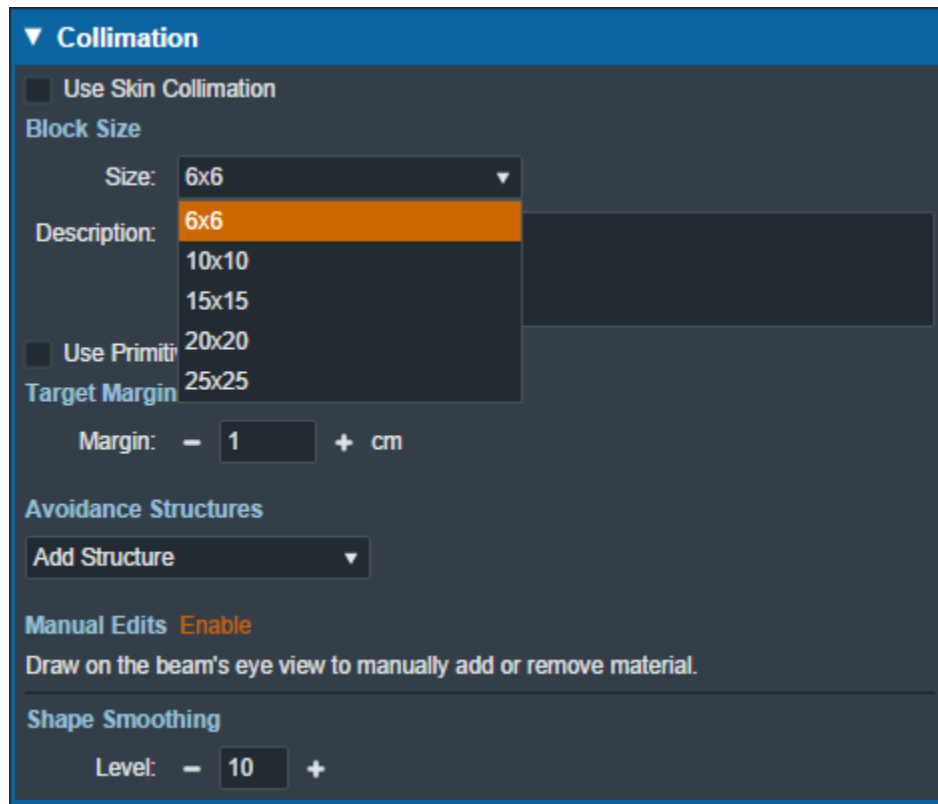 ▼ Collimation
Use Skin Collimation
Block Size
Size: 6x6 ▼
Description:
6x6
10x10
15x15
20x20
25x25
Use
Target Margin
Margin: – 1 + cm
Avoidance Structures
Add Structure ▼
Manual Edits Enable
Draw on the beam's eye view to manually add or remove material.
Shape Smoothing
Level: – 10 +